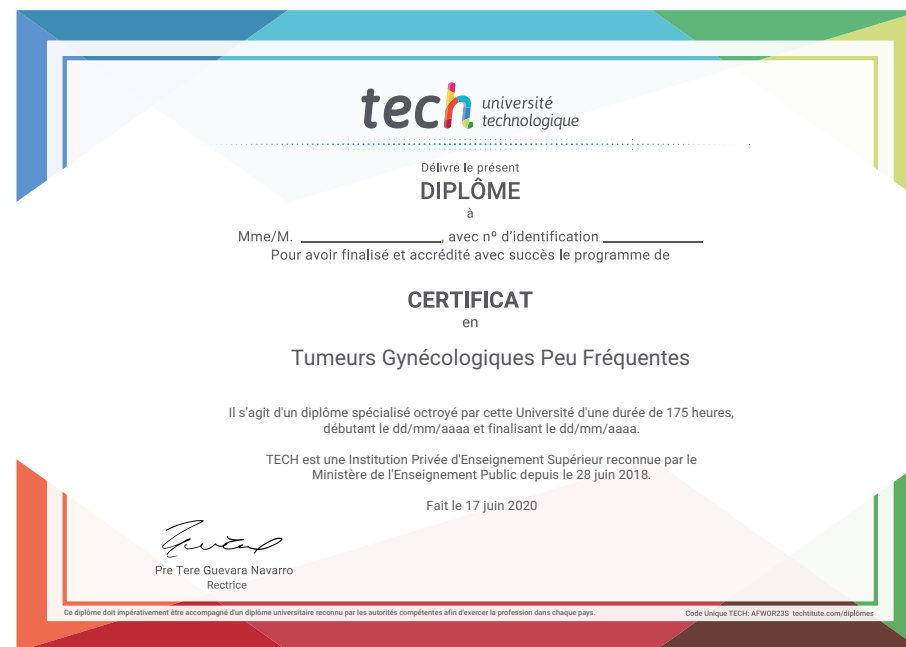 tech université
technologique
Délivre le présent
DIPLÔME
à
Mme/M. ____________________, avec nº d'identification ______________
Pour avoir finalisé et accrédité avec succès le programme de
CERTIFICAT
en
Tumeurs Gynécologiques Peu Fréquentes
Il s'agit d'un diplôme spécialisé octroyé par cette Université d'une durée de 175 heures,
débutant le dd/mm/aaaa et finalisant le dd/mm/aaaa.
TECH est une Institution Privée d'Enseignement Supérieur reconnue par le
Ministère de l'Enseignement Public depuis le 28 juin 2018.
Fait le 17 juin 2020
Pre Tere Guevara Navarro
Rectrice
Ce diplôme doit impérativement être accompagné d'un diplôme universitaire reconnu par les autorités compétentes afin d'exercer la profession dans chaque pays.
Code Unique TECH: AFWOR23S techtitute.com/diplômes